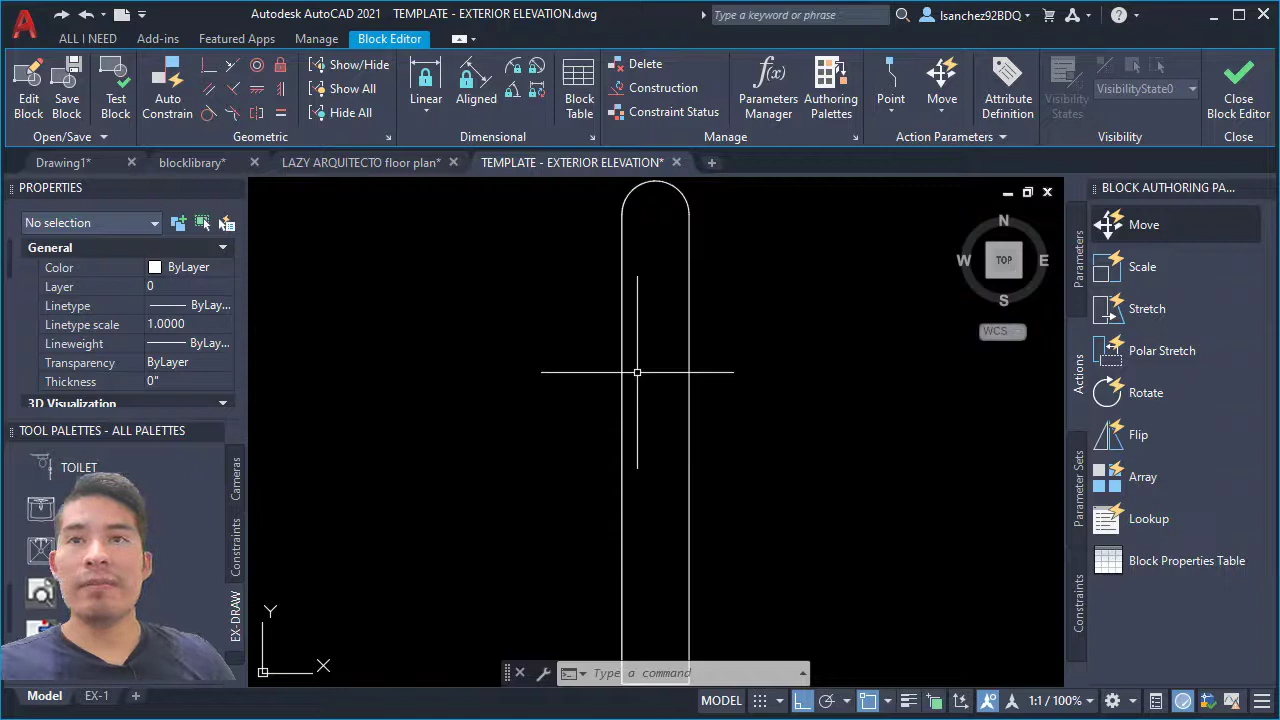 Autodesk AutoCAD 2021 TEMPLATE - EXTERIOR ELEVATION.dwg
Type a keyword or phrase
lsanchez92BDQ
ALL I NEED Add-ins Featured Apps Manage Block Editor
Edit Block
Save Block
Test Block
Open/Save
Auto Constrain
Show/Hide
Show All
Hide All
Geometric
Linear
Aligned
Dimensional
Block Table
Delete
Construction
Constraint Status
Manage
f(x)
Parameters Manager
Authoring Palettes
Point
Move
Action Parameters
Attribute Definition
Visibility States
VisibilityState0
Visibility
Close Block Editor
Close
Drawing1* blocklibrary* LAZY ARQUITECTO floor plan* TEMPLATE - EXTERIOR ELEVATION*
PROPERTIES
No selection
General
Color ByLayer
Layer 0
Linetype ByLay...
Linetype scale 1.0000
Lineweight ByLay...
Transparency ByLayer
Thickness 0"
3D Visualization
TOOL PALETTES - ALL PALETTES
TOILET
Cameras
Constraints
EX-DRAW
N
W TOP E
S
WCS
Y
X
Type a command
BLOCK AUTHORING PA...
Move
Scale
Stretch
Polar Stretch
Rotate
Flip
Array
Lookup
Block Properties Table
Parameters
Actions
Parameter Sets
Constraints
Model EX-1
MODEL
1:1 / 100%